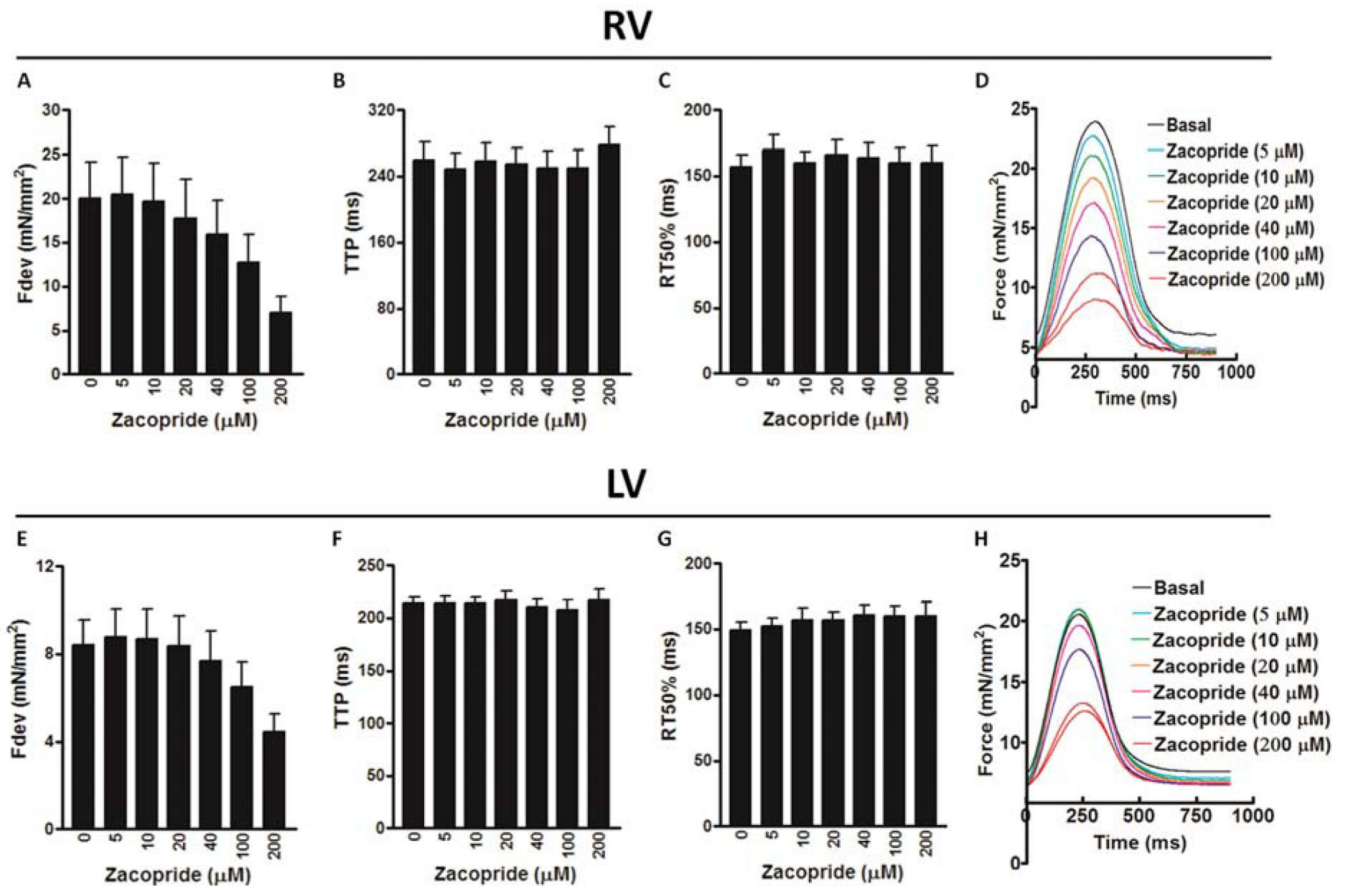 RV
A
Fdev (mN/mm²)
30
25
20
15
10
5
0
0 5 10 20 40 100 200
Zacopride (μM)
B
TTP (ms)
320
240
160
80
0
0 5 10 20 40 100 200
Zacopride (μM)
C
RT50% (ms)
200
150
100
50
0
0 5 10 20 40 100 200
Zacopride (μM)
D
Force (mN/mm²)
25
20
15
10
5
0
0 250 500 750 1000
Time (ms)
Basal
Zacopride (5 μM)
Zacopride (10 μM)
Zacopride (20 μM)
Zacopride (40 μM)
Zacopride (100 μM)
Zacopride (200 μM)
LV
E
Fdev (mN/mm²)
12
8
4
0
0 5 10 20 40 100 200
Zacopride (μM)
F
TTP (ms)
250
200
150
100
50
0
0 5 10 20 40 100 200
Zacopride (μM)
G
RT50% (ms)
200
150
100
50
0
0 5 10 20 40 100 200
Zacopride (μM)
H
Force (mN/mm²)
25
20
15
10
0
0 250 500 750 1000
Time (ms)
Basal
Zacopride (5 μM)
Zacopride (10 μM)
Zacopride (20 μM)
Zacopride (40 μM)
Zacopride (100 μM)
Zacopride (200 μM)